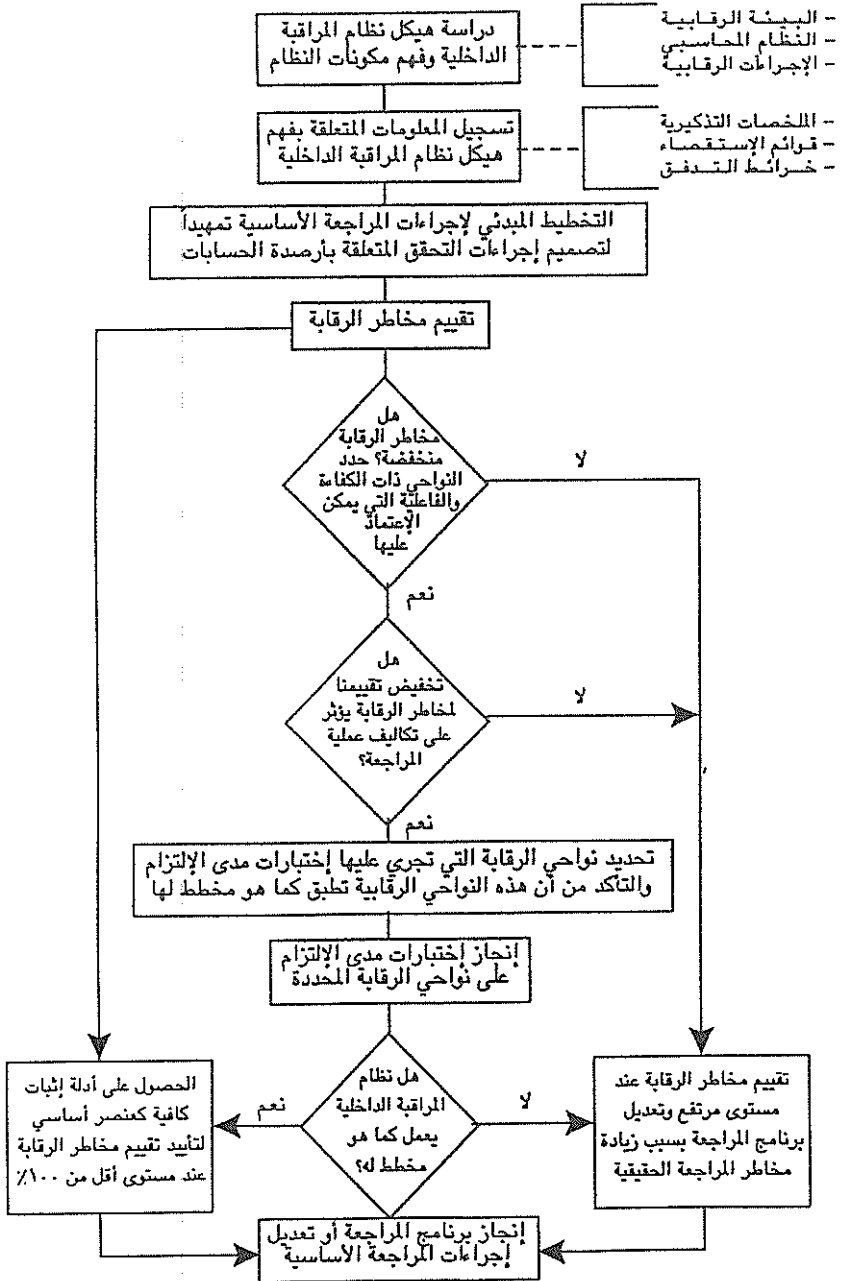 دراسة هيكل نظام المراقبة
الداخلية وفهم مكونات النظام
- البيئة الرقابية
- النظام المحاسبي
- الإجراءات الرقابية
تسجيل المعلومات المتعلقة بفهم
هيكل نظام المراقبة الداخلية
- الملخصات التذكيرية
- قوائم الإستقصاء
- خرائط التدفق
التخطيط المبدئي لإجراءات المراجعة الأساسية تمهيداً
لتصميم إجراءات التحقق المتعلقة بأرصدة الحسابات
تقييم مخاطر الرقابة
هل
مخاطر الرقابة
منخفضة؟ حدد
النواحي ذات الكفاءة
والفاعلية التي يمكن
الإعتماد
عليها
لا
نعم
هل
تخفيض تقييمنا
لمخاطر الرقابة يؤثر
على تكاليف عملية
المراجعة؟
لا
نعم
تحديد نواحي الرقابة التي تجري عليها إختبارات مدى الإلتزام
والتأكد من أن هذه النواحي الرقابية تطبق كما هو مخطط لها
إنجاز إختبارات مدى الإلتزام
على نواحي الرقابة المحددة
هل نظام
المراقبة الداخلية
يعمل كما هو
مخطط له؟
لا
نعم
تقييم مخاطر الرقابة عند
مستوى مرتفع وتعديل
برنامج المراجعة بسبب زيادة
مخاطر المراجعة الحقيقية
الحصول على أدلة إثبات
كافية كعنصر أساسي
لتأييد تقييم مخاطر الرقابة
عند مستوى أقل من ١٠٠٪
إنجاز برنامج المراجعة أو تعديل
إجراءات المراجعة الأساسية